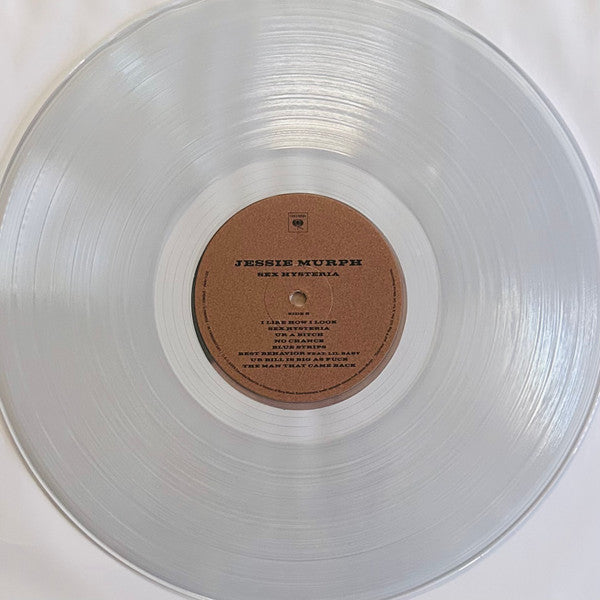 COLUMBIA
JESSIE MURPH
SEX HYSTERIA
SIDE B
I LIKE HOW I LOOK
SEX HYSTERIA
UR A BITCH
NO CHANCE
BLUE STRIPS
BEST BEHAVIOR FEAT. LIL BABY
UR BILL IS BIG AS FUCK
THE MAN THAT CAME BACK